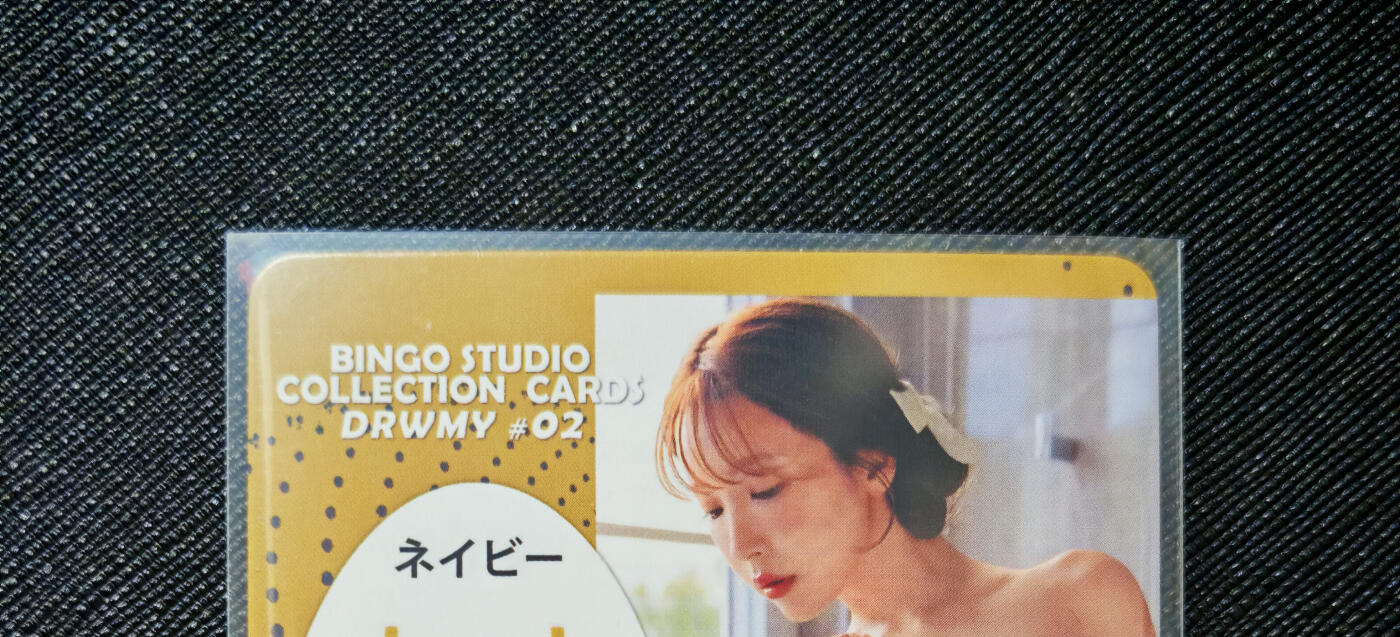 BINGO STUDIO
COLLECTION CARDS
DRWMY #02
ネイビー